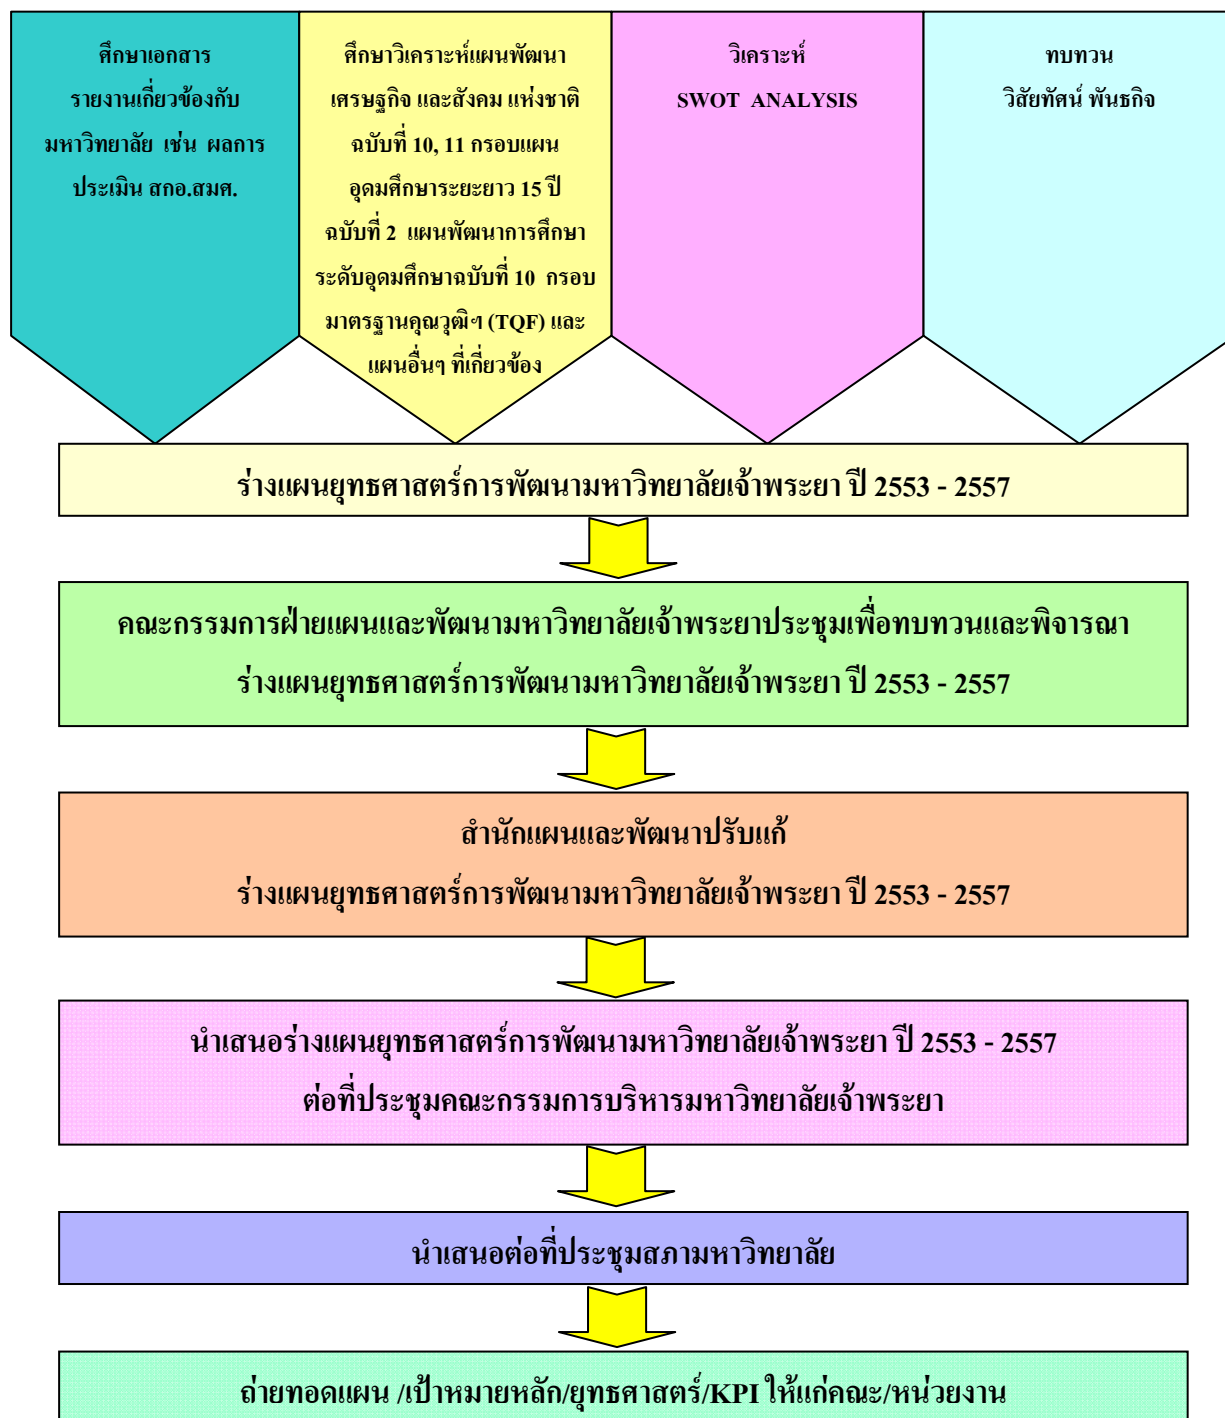 ศึกษาเอกสาร
รายงานเกี่ยวข้องกับ
มหาวิทยาลัย เช่น ผลการ
ประเมิน สกอ.สมศ.
ศึกษาวิเคราะห์แผนพัฒนา
เศรษฐกิจ และสังคม แห่งชาติ
ฉบับที่ 10, 11 กรอบแผน
อุดมศึกษาระยะยาว 15 ปี
ฉบับที่ 2 แผนพัฒนาการศึกษา
ระดับอุดมศึกษาฉบับที่ 10 กรอบ
มาตรฐานคุณวุฒิฯ (TQF) และ
แผนอื่นๆ ที่เกี่ยวข้อง
วิเคราะห์
SWOT ANALYSIS
ทบทวน
วิสัยทัศน์ พันธกิจ
ร่างแผนยุทธศาสตร์การพัฒนามหาวิทยาลัยเจ้าพระยา ปี 2553 - 2557
คณะกรรมการฝ่ายแผนและพัฒนามหาวิทยาลัยเจ้าพระยาประชุมเพื่อทบทวนและพิจารณา
ร่างแผนยุทธศาสตร์การพัฒนามหาวิทยาลัยเจ้าพระยา ปี 2553 - 2557
สำนักแผนและพัฒนาปรับแก้
ร่างแผนยุทธศาสตร์การพัฒนามหาวิทยาลัยเจ้าพระยา ปี 2553 - 2557
นำเสนอร่างแผนยุทธศาสตร์การพัฒนามหาวิทยาลัยเจ้าพระยา ปี 2553 - 2557
ต่อที่ประชุมคณะกรรมการบริหารมหาวิทยาลัยเจ้าพระยา
นำเสนอต่อที่ประชุมสภามหาวิทยาลัย
ถ่ายทอดแผน /เป้าหมายหลัก/ยุทธศาสตร์/KPI ให้แก่คณะ/หน่วยงาน